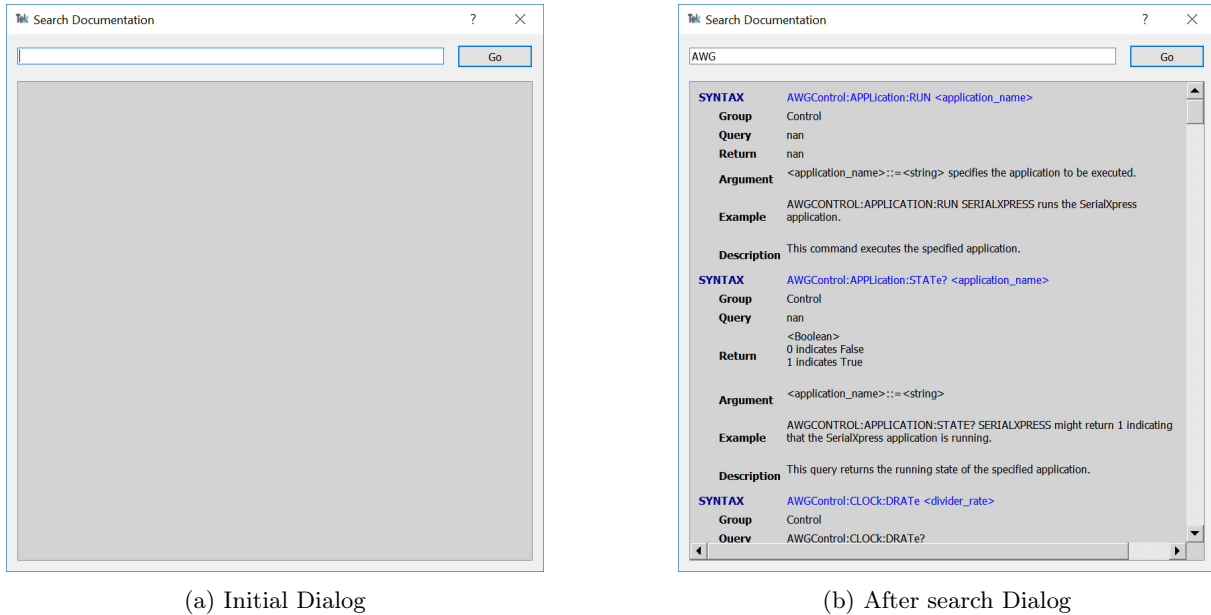 Tek Search Documentation ? ×
Go
(a) Initial Dialog
Tek Search Documentation ? ×
AWG Go
SYNTAX AWGControl:APPLication:RUN <application_name>
Group Control
Query nan
Return nan
Argument <application_name>::=<string> specifies the application to be executed.
Example AWGCONTROL:APPLICATION:RUN SERIALXPRESS runs the SerialXpress
application.
Description This command executes the specified application.
SYNTAX AWGControl:APPLication:STATe? <application_name>
Group Control
Query nan
Return <Boolean>
0 indicates False
1 indicates True
Argument <application_name>::=<string>
Example AWGCONTROL:APPLICATION:STATE? SERIALXPRESS might return 1 indicating
that the SerialXpress application is running.
Description This query returns the running state of the specified application.
SYNTAX AWGControl:CLOCk:DRATe <divider_rate>
Group Control
Query AWGControl:CLOCk:DRATe?
(b) After search Dialog